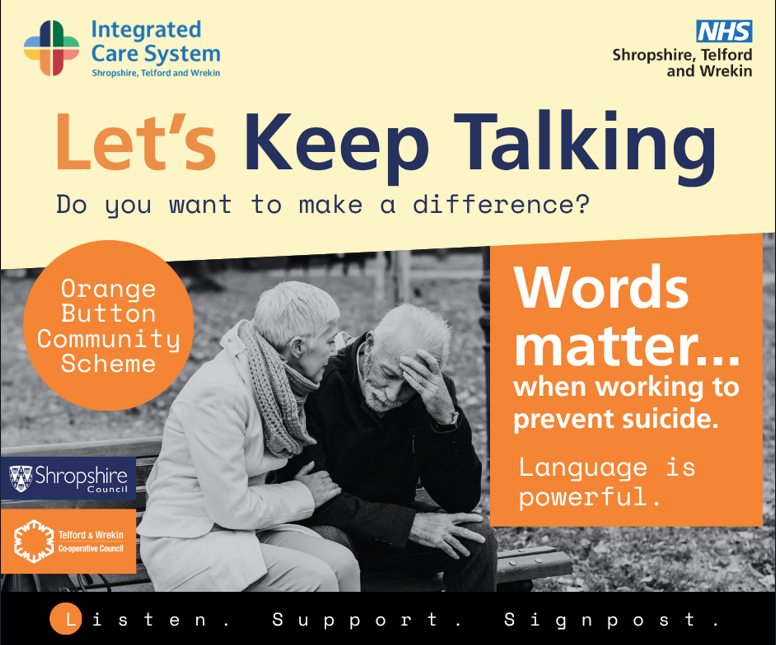 Integrated
Care System
Shropshire, Telford and Wrekin
NHS
Shropshire, Telford
and Wrekin
Let's Keep Talking
Do you want to make a difference?
Orange
Button
Community
Scheme
Words
matter...
when working to
prevent suicide.
Language is
powerful.
Shropshire
Council
Telford & Wrekin
Co-operative Council
Listen. Support. Signpost.